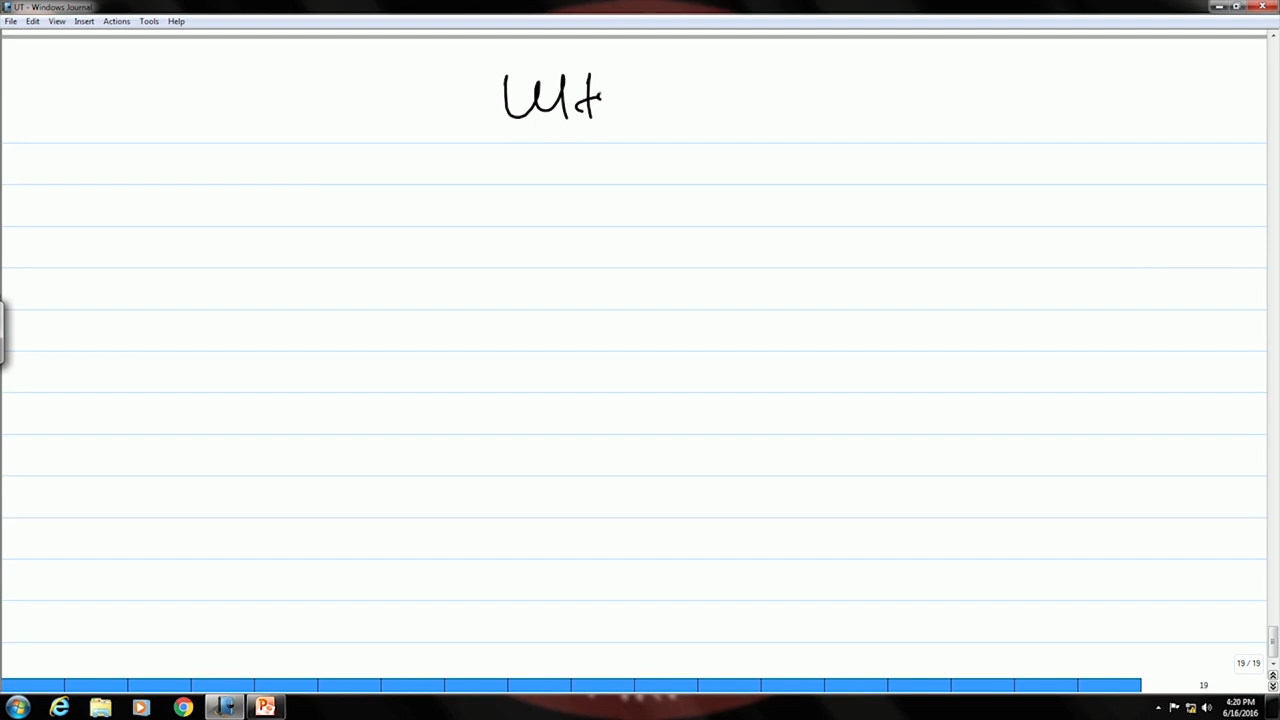 UT - Windows Journal
File Edit View Insert Actions Tools Help
19 / 19
19
4:20 PM
6/16/2016